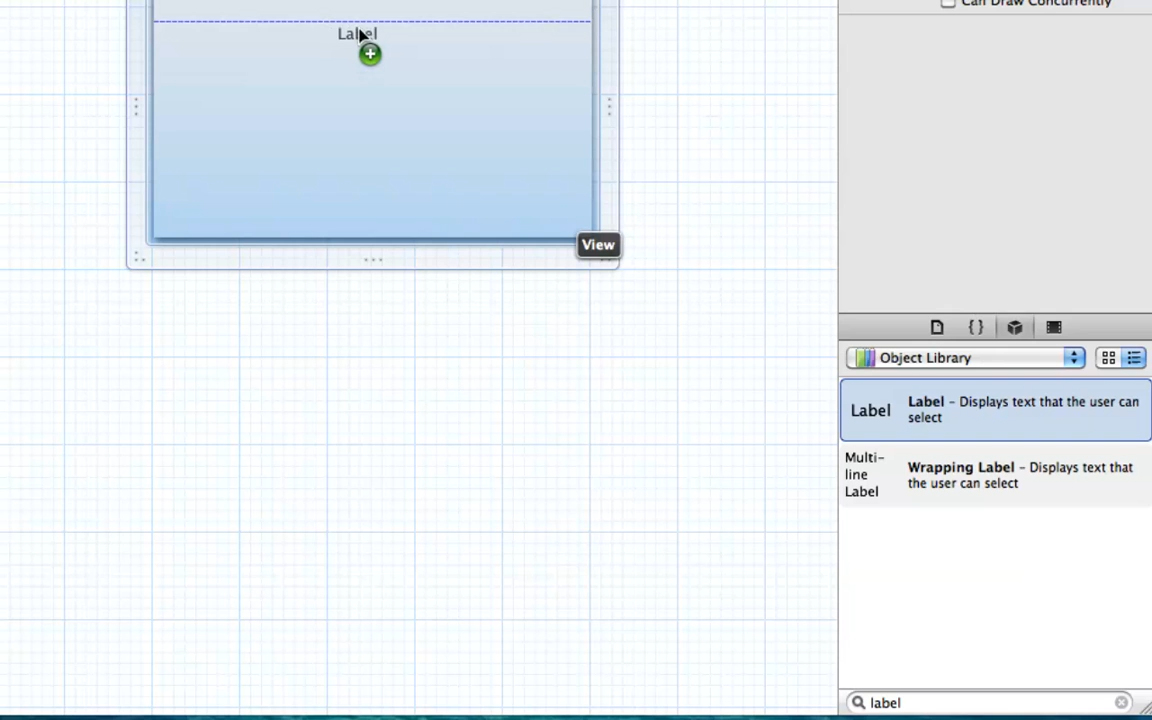 Can Draw Concurrently
Label
View
{ }
Object Library
Label
Label - Displays text that the user can
select
Multi-
line
Label
Wrapping Label - Displays text that
the user can select
label